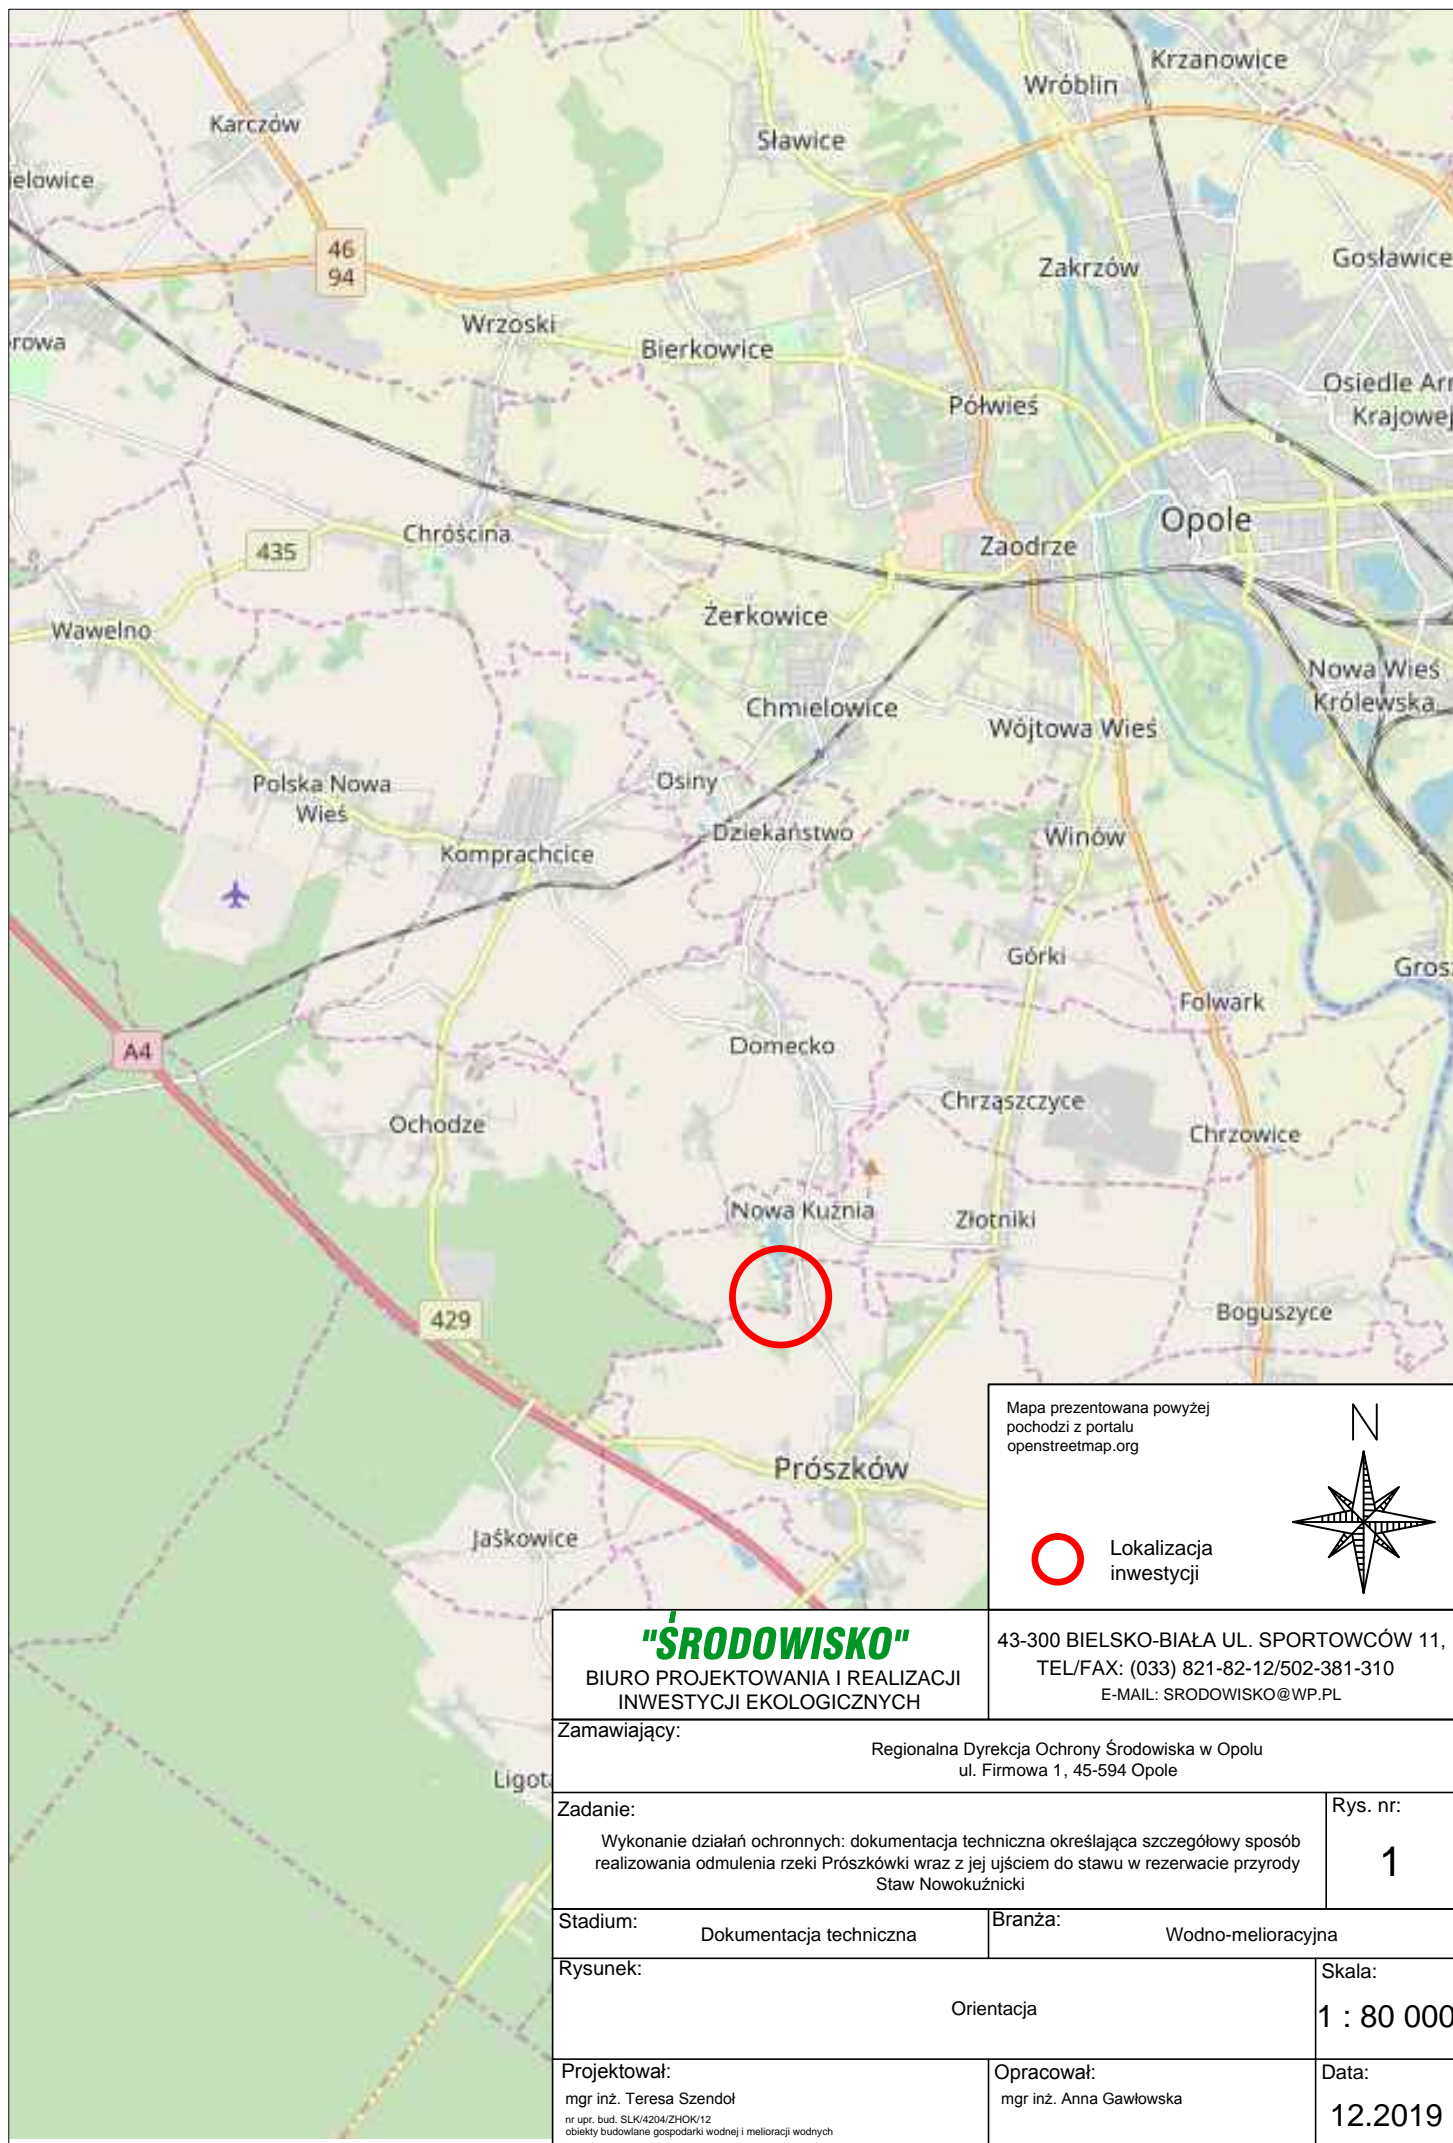 Krzanowice
Wróblin
Karczów
Sławice
ielowice
46
94
Gosławice
Zakrzów
Wrzoski
rowa
Bierkowice
Osiedle Arm
Krajowej
Półwieś
Opole
Chróścina
435
Zaodrze
Żerkowice
Wawelno
Nowa Wieś
Królewska
Chmielowice
Wójtowa Wieś
Polska Nowa
Wieś
Osiny
Dziekaństwo
Winów
Komprachcice
Górki
Gros
Folwark
A4
Domecko
Chrząszczyce
Ochodze
Chrzowice
Nowa Kuźnia
Złotniki
429
Boguszyce
Prószków
Jaśkowice
Ligota
Mapa prezentowana powyżej
pochodzi z portalu
openstreetmap.org
N
Lokalizacja
inwestycji
"ŚRODOWISKO"
BIURO PROJEKTOWANIA I REALIZACJI
INWESTYCJI EKOLOGICZNYCH
43-300 BIELSKO-BIAŁA UL. SPORTOWCÓW 11,
TEL/FAX: (033) 821-82-12/502-381-310
E-MAIL: SRODOWISKO@WP.PL
Zamawiający:
Regionalna Dyrekcja Ochrony Środowiska w Opolu
ul. Firmowa 1, 45-594 Opole
Zadanie:
Wykonanie działań ochronnych: dokumentacja techniczna określająca szczegółowy sposób
realizowania odmulenia rzeki Prószkówki wraz z jej ujściem do stawu w rezerwacie przyrody
Staw Nowokuźnicki
Rys. nr:
1
Stadium:
Dokumentacja techniczna
Branża:
Wodno-melioracyjna
Rysunek:
Orientacja
Skala:
1 : 80 000
Projektował:
mgr inż. Teresa Szendoł
nr upr. bud. SLK/4204/ZHOK/12
obiekty budowlane gospodarki wodnej i melioracji wodnych
Opracował:
mgr inż. Anna Gawłowska
Data:
12.2019